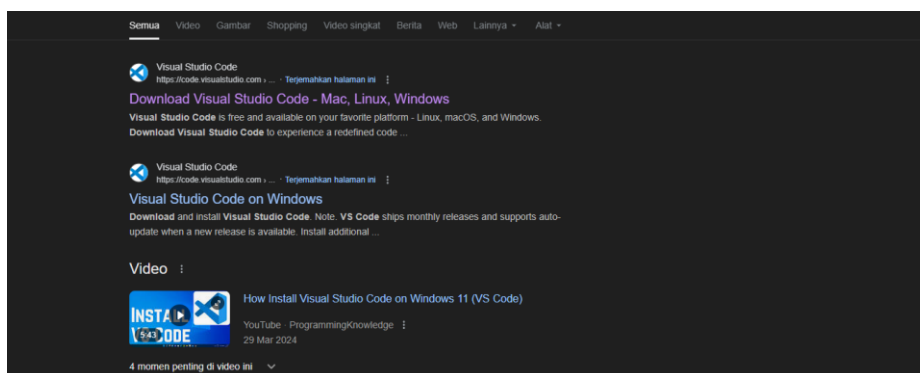 Semua Video Gambar Shopping Video singkat Berita Web Lainnya Alat
Visual Studio Code
https://code.visualstudio.com › ... · Terjemahkan halaman ini
Download Visual Studio Code - Mac, Linux, Windows
Visual Studio Code is free and available on your favorite platform - Linux, macOS, and Windows.
Download Visual Studio Code to experience a redefined code ...
Visual Studio Code
https://code.visualstudio.com › ... · Terjemahkan halaman ini
Visual Studio Code on Windows
Download and install Visual Studio Code. Note. VS Code ships monthly releases and supports auto-
update when a new release is available. Install additional ...
Video
INSTA
VS CODE
5:43
How Install Visual Studio Code on Windows 11 (VS Code)
YouTube · ProgrammingKnowledge
29 Mar 2024
4 momen penting di video ini